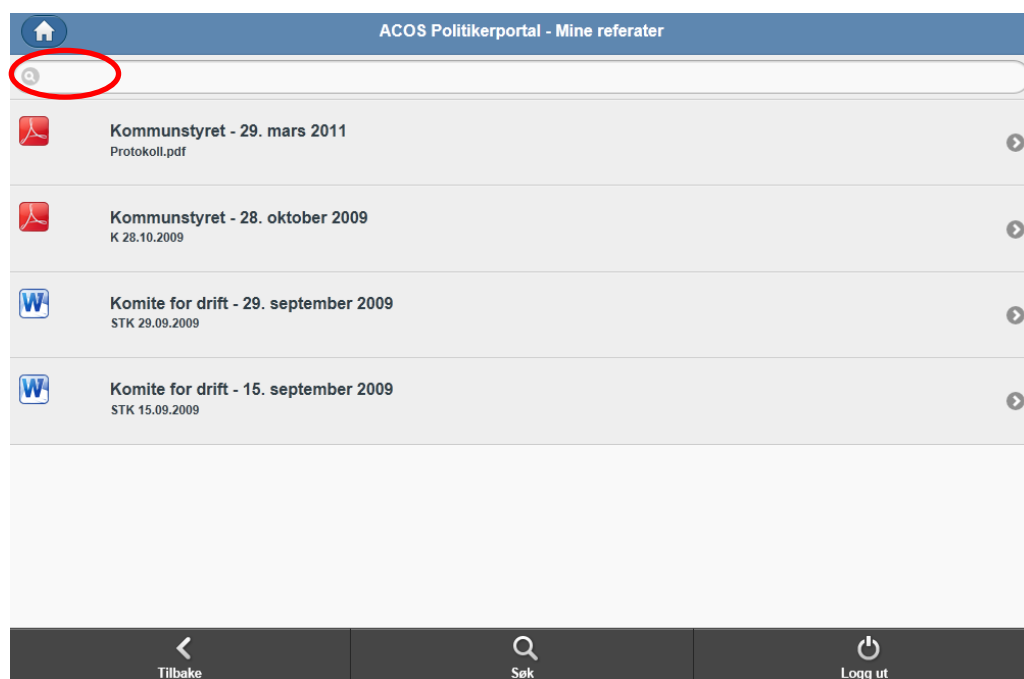 ACOS Politikerportal - Mine referater
Kommunstyret - 29. mars 2011
Protokoll.pdf
Kommunstyret - 28. oktober 2009
K 28.10.2009
W
Komite for drift - 29. september 2009
STK 29.09.2009
W
Komite for drift - 15. september 2009
STK 15.09.2009
Tilbake
Søk
Logg ut